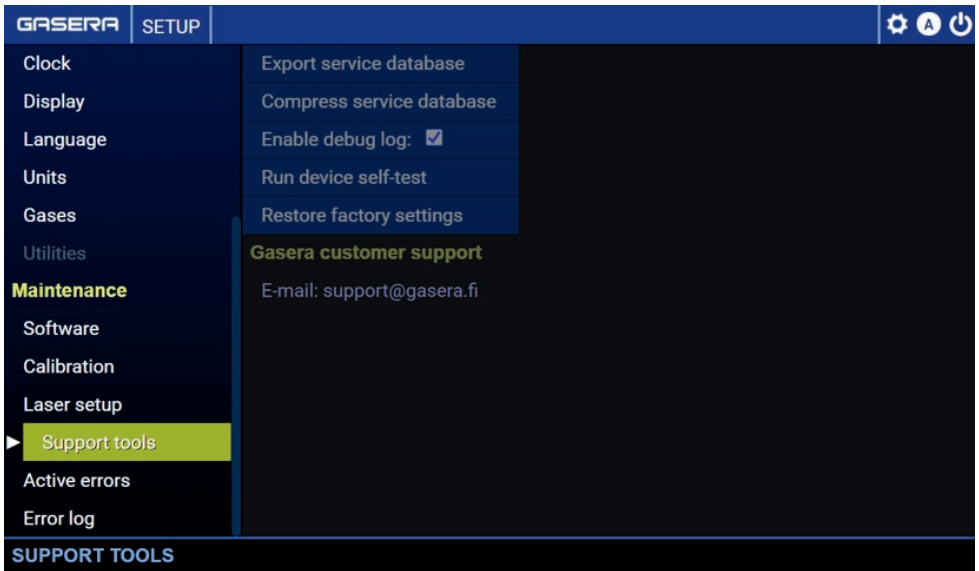 GASERA SETUP A
Clock
Display
Language
Units
Gases
Utilities
Maintenance
Software
Calibration
Laser setup
Support tools
Active errors
Error log
Export service database
Compress service database
Enable debug log:
Run device self-test
Restore factory settings
Gasera customer support
E-mail: support@gasera.fi
SUPPORT TOOLS